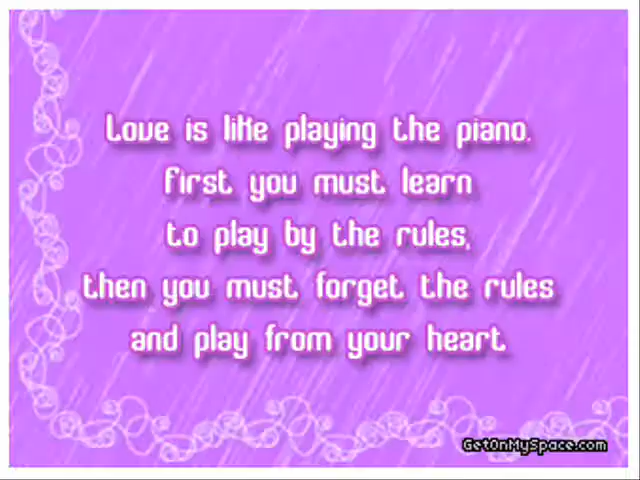 Love is like playing the piano.
First you must learn
to play by the rules,
then you must forget the rules
and play from your heart.
GetOnMySpace.com